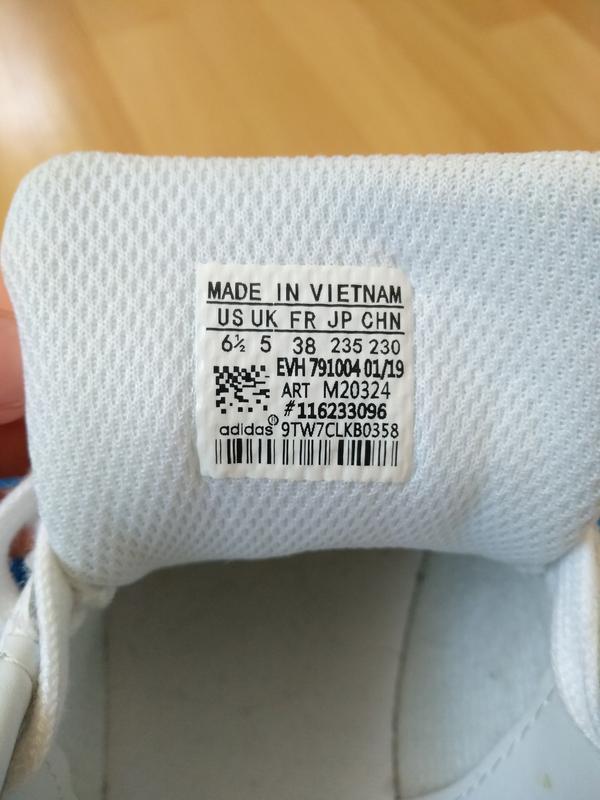 MADE IN VIETNAM
US UK FR JP CHN
6½ 5 38 235 230
EVH 791004 01/19
ART M20324
#116233096
adidas® 9TW7CLKB0358